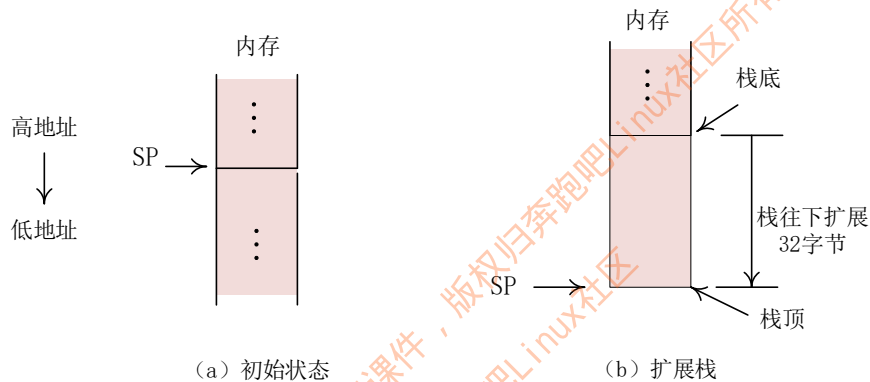 内存
高地址
SP
低地址
(a) 初始状态
内存
栈底
栈往下扩展
32字节
SP
栈顶
(b) 扩展栈
课件，版权归奔跑吧Linux社区所有
吧Linux社区